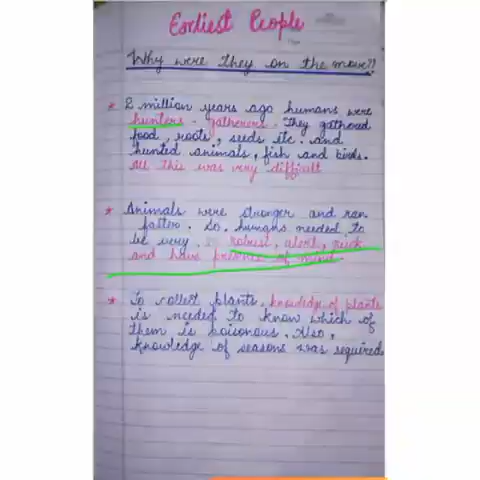 Earliest People
Why were they on the move??
* 2 million years ago humans were
hunters - gatherers. They gathered
food, roots, seeds etc. and
hunted animals, fish and birds.
All this was very difficult
* Animals were stronger and ran
faster. So, humans needed to
be very robust, alert, quick
and have presence of mind.
* To collect plants, knowledge of plants
is needed to know which of
them is poisonous. Also,
knowledge of seasons was required